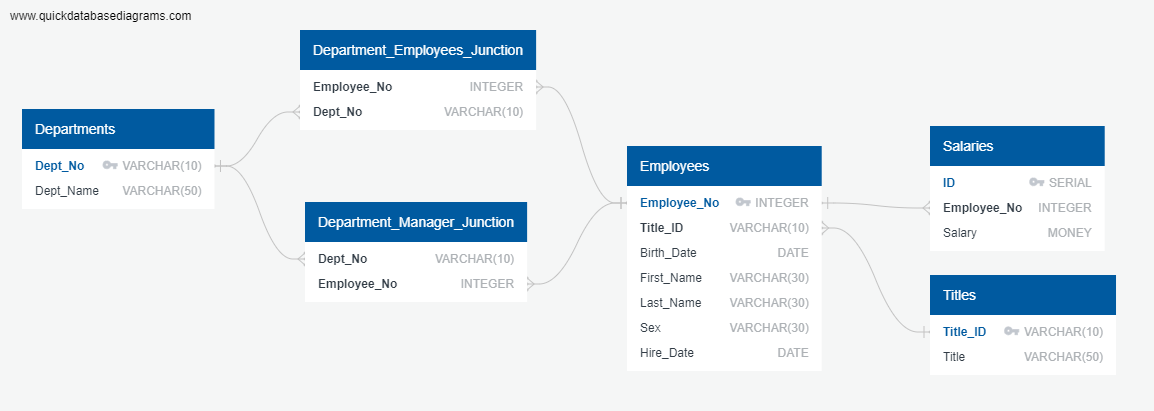 www.quickdatabasediagrams.com
Department_Employees_Junction
Employee_No INTEGER
Dept_No VARCHAR(10)
Departments
Dept_No VARCHAR(10)
Dept_Name VARCHAR(50)
Department_Manager_Junction
Dept_No VARCHAR(10)
Employee_No INTEGER
Employees
Employee_No INTEGER
Title_ID VARCHAR(10)
Birth_Date DATE
First_Name VARCHAR(30)
Last_Name VARCHAR(30)
Sex VARCHAR(30)
Hire_Date DATE
Salaries
ID SERIAL
Employee_No INTEGER
Salary MONEY
Titles
Title_ID VARCHAR(10)
Title VARCHAR(50)